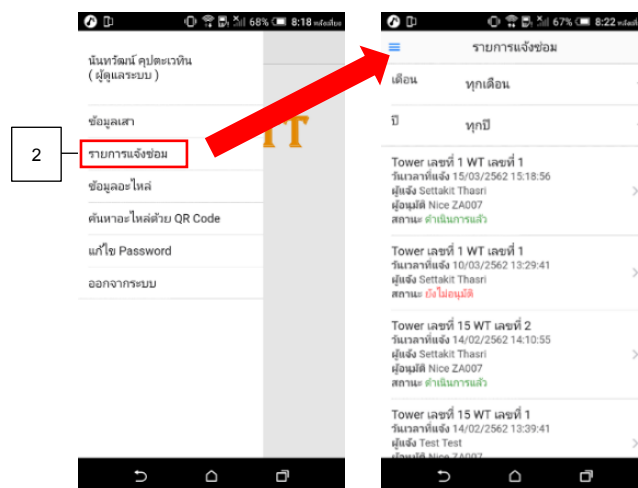 68% 8:18 หลังเที่ยง
นันทวัฒน์ คุปตะเวทิน
( ผู้ดูแลระบบ )
ข้อมูลเสา
TT
2
รายการแจ้งซ่อม
ข้อมูลอะไหล่
ค้นหาอะไหล่ด้วย QR Code
แก้ไข Password
ออกจากระบบ
67% 8:22
รายการแจ้งซ่อม
เดือน ทุกเดือน
ปี ทุกปี
Tower เลขที่ 1 WT เลขที่ 1
วันเวลาที่แจ้ง 15/03/2562 15:18:56
ผู้แจ้ง Settakit Thasri
ผู้อนุมัติ Nice ZA007
สถานะ ดำเนินการแล้ว
Tower เลขที่ 1 WT เลขที่ 1
วันเวลาที่แจ้ง 10/03/2562 13:29:41
ผู้แจ้ง Settakit Thasri
สถานะ ยังไม่อนุมัติ
Tower เลขที่ 15 WT เลขที่ 2
วันเวลาที่แจ้ง 14/02/2562 14:10:55
ผู้แจ้ง Settakit Thasri
ผู้อนุมัติ Nice ZA007
สถานะ ดำเนินการแล้ว
Tower เลขที่ 15 WT เลขที่ 1
วันเวลาที่แจ้ง 14/02/2562 13:39:41
ผู้แจ้ง Test Test
ผู้อนุมัติ Nice ZA007